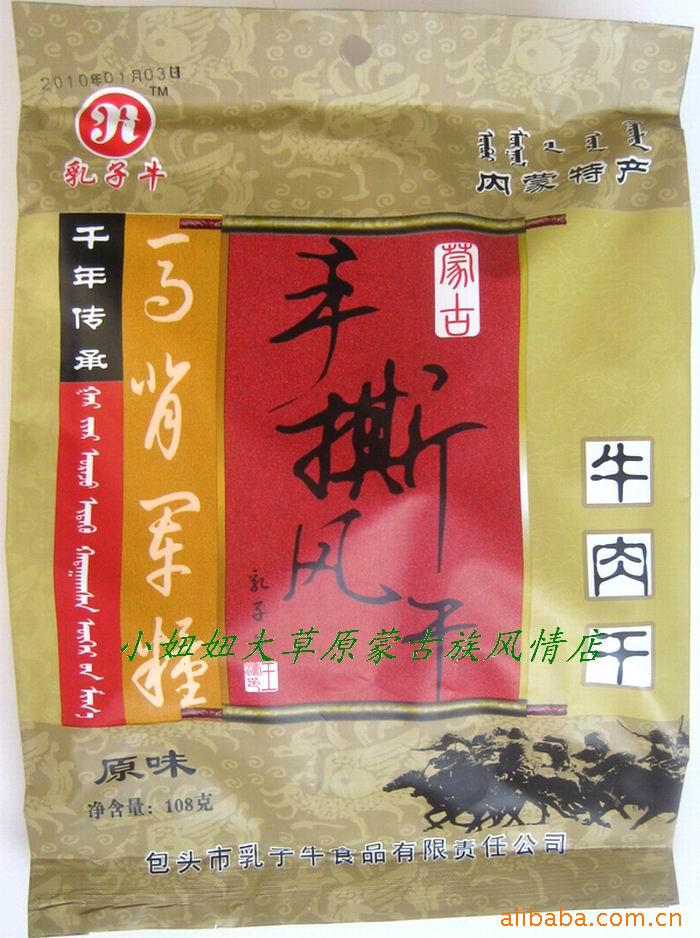 2010年01月03日
TM
乳子牛
内蒙特产
千年传承
马背军粮
蒙古
手撕风干
乳子
牛肉干
小妞妞大草原蒙古族风情店
原味
净含量：108克
包头市乳子牛食品有限责任公司
alibaba.com.cn